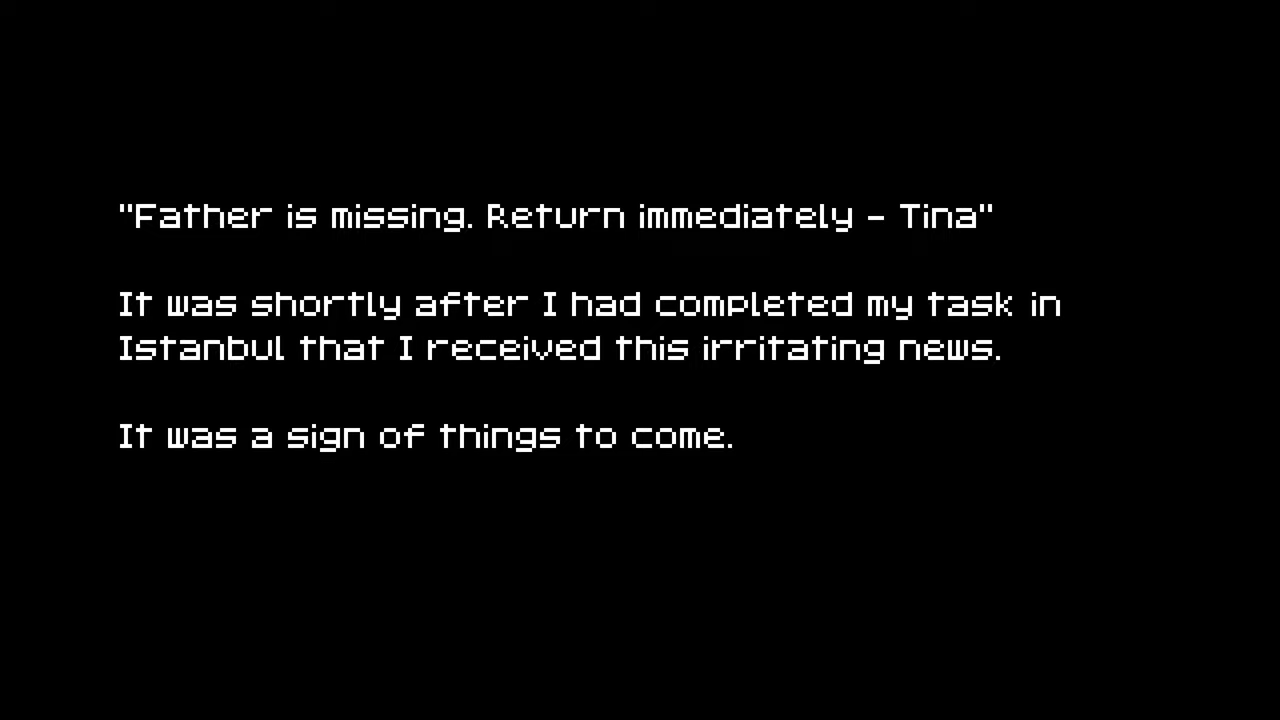 "Father is missing. Return immediately - Tina"
It was shortly after I had completed my task in
Istanbul that I received this irritating news.
It was a sign of things to come.